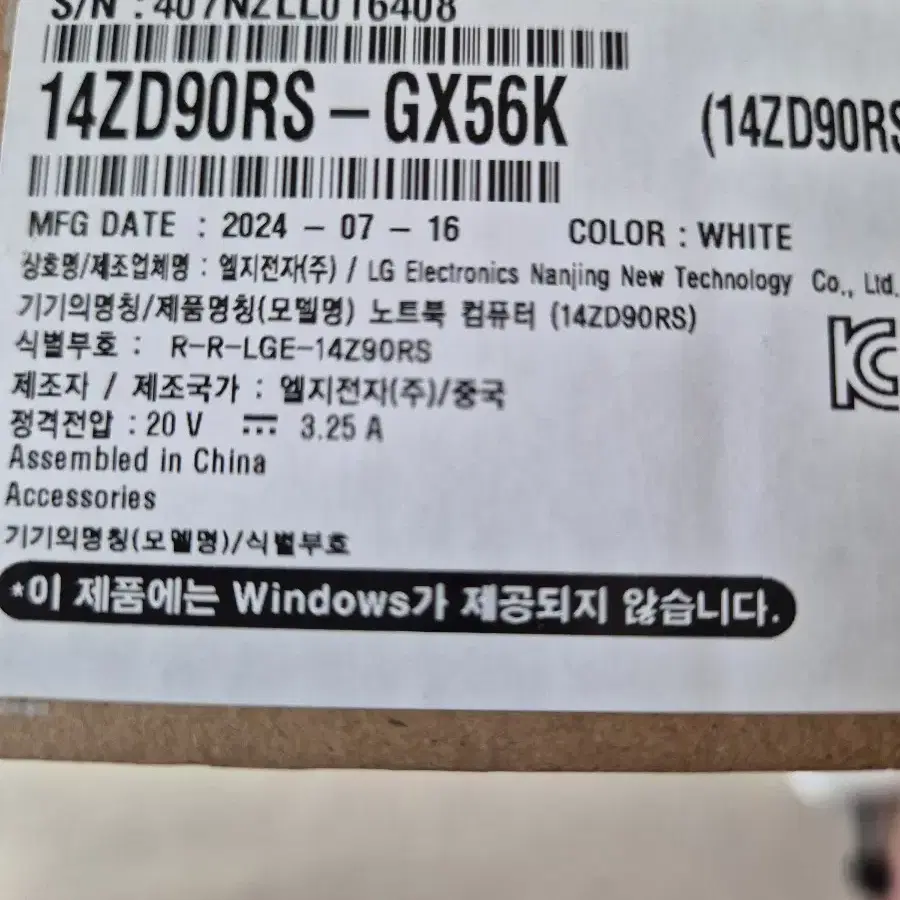 S/N : 407NZLL016408
14ZD90RS – GX56K (14ZD90RS
MFG DATE : 2024 – 07 – 16 COLOR : WHITE
상호명/제조업체명 : 엘지전자(주) / LG Electronics Nanjing New Technology Co., Ltd.
기기의명칭/제품명칭(모델명) 노트북 컴퓨터 (14ZD90RS)
식별부호 : R-R-LGE-14Z90RS
제조자 / 제조국가 : 엘지전자(주)/중국
정격전압 : 20 V ⎓ 3.25 A
Assembled in China
Accessories
기기의명칭(모델명)/식별부호
*이 제품에는 Windows가 제공되지 않습니다.